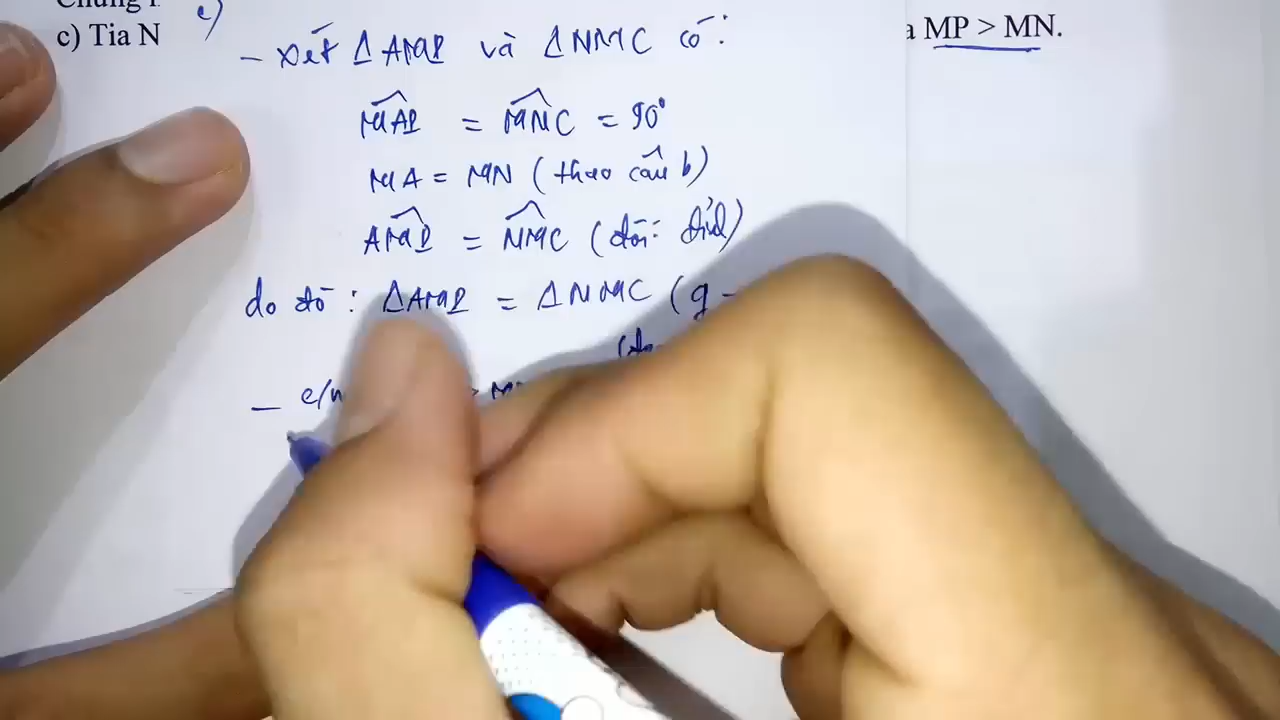 c) Tia N
a MP > MN.
c)
- Xét ΔAMP và ΔNMC có:
MAP = MNC = 90°
MA = MN (theo câu b)
AMP = NMC (đối đỉnh)
do đó: ΔAMP = ΔNMC (g -
- c/m